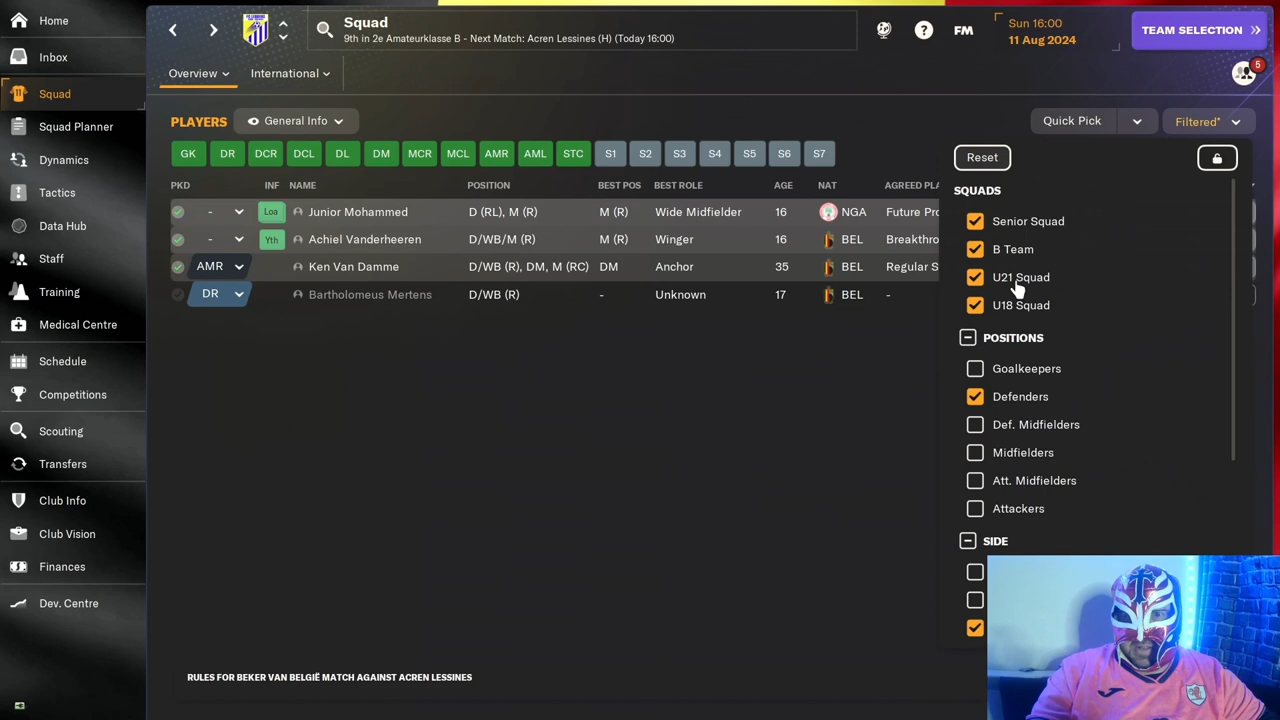 Home
Inbox
Squad
Squad Planner
Dynamics
Tactics
Data Hub
Staff
Training
Medical Centre
Schedule
Competitions
Scouting
Transfers
Club Info
Club Vision
Finances
Dev. Centre
Squad
9th in 2e Amateurklasse B - Next Match: Acren Lessines (H) (Today 16:00)
? FM
Sun 16:00
11 Aug 2024
TEAM SELECTION
5
Overview International
PLAYERS General Info Quick Pick Filtered*
GK DR DCR DCL DL DM MCR MCL AMR AML STC S1 S2 S3 S4 S5 S6 S7
PKD INF NAME POSITION BEST POS BEST ROLE AGE NAT AGREED PLA
- Loa Junior Mohammed D (RL), M (R) M (R) Wide Midfielder 16 NGA Future Pro
- Yth Achiel Vanderheeren D/WB/M (R) M (R) Winger 16 BEL Breakthro
AMR Ken Van Damme D/WB (R), DM, M (RC) DM Anchor 35 BEL Regular S
DR Bartholomeus Mertens D/WB (R) - Unknown 17 BEL -
Reset
SQUADS
Senior Squad
B Team
U21 Squad
U18 Squad
POSITIONS
Goalkeepers
Defenders
Def. Midfielders
Midfielders
Att. Midfielders
Attackers
SIDE
RULES FOR BEKER VAN BELGIË MATCH AGAINST ACREN LESSINES